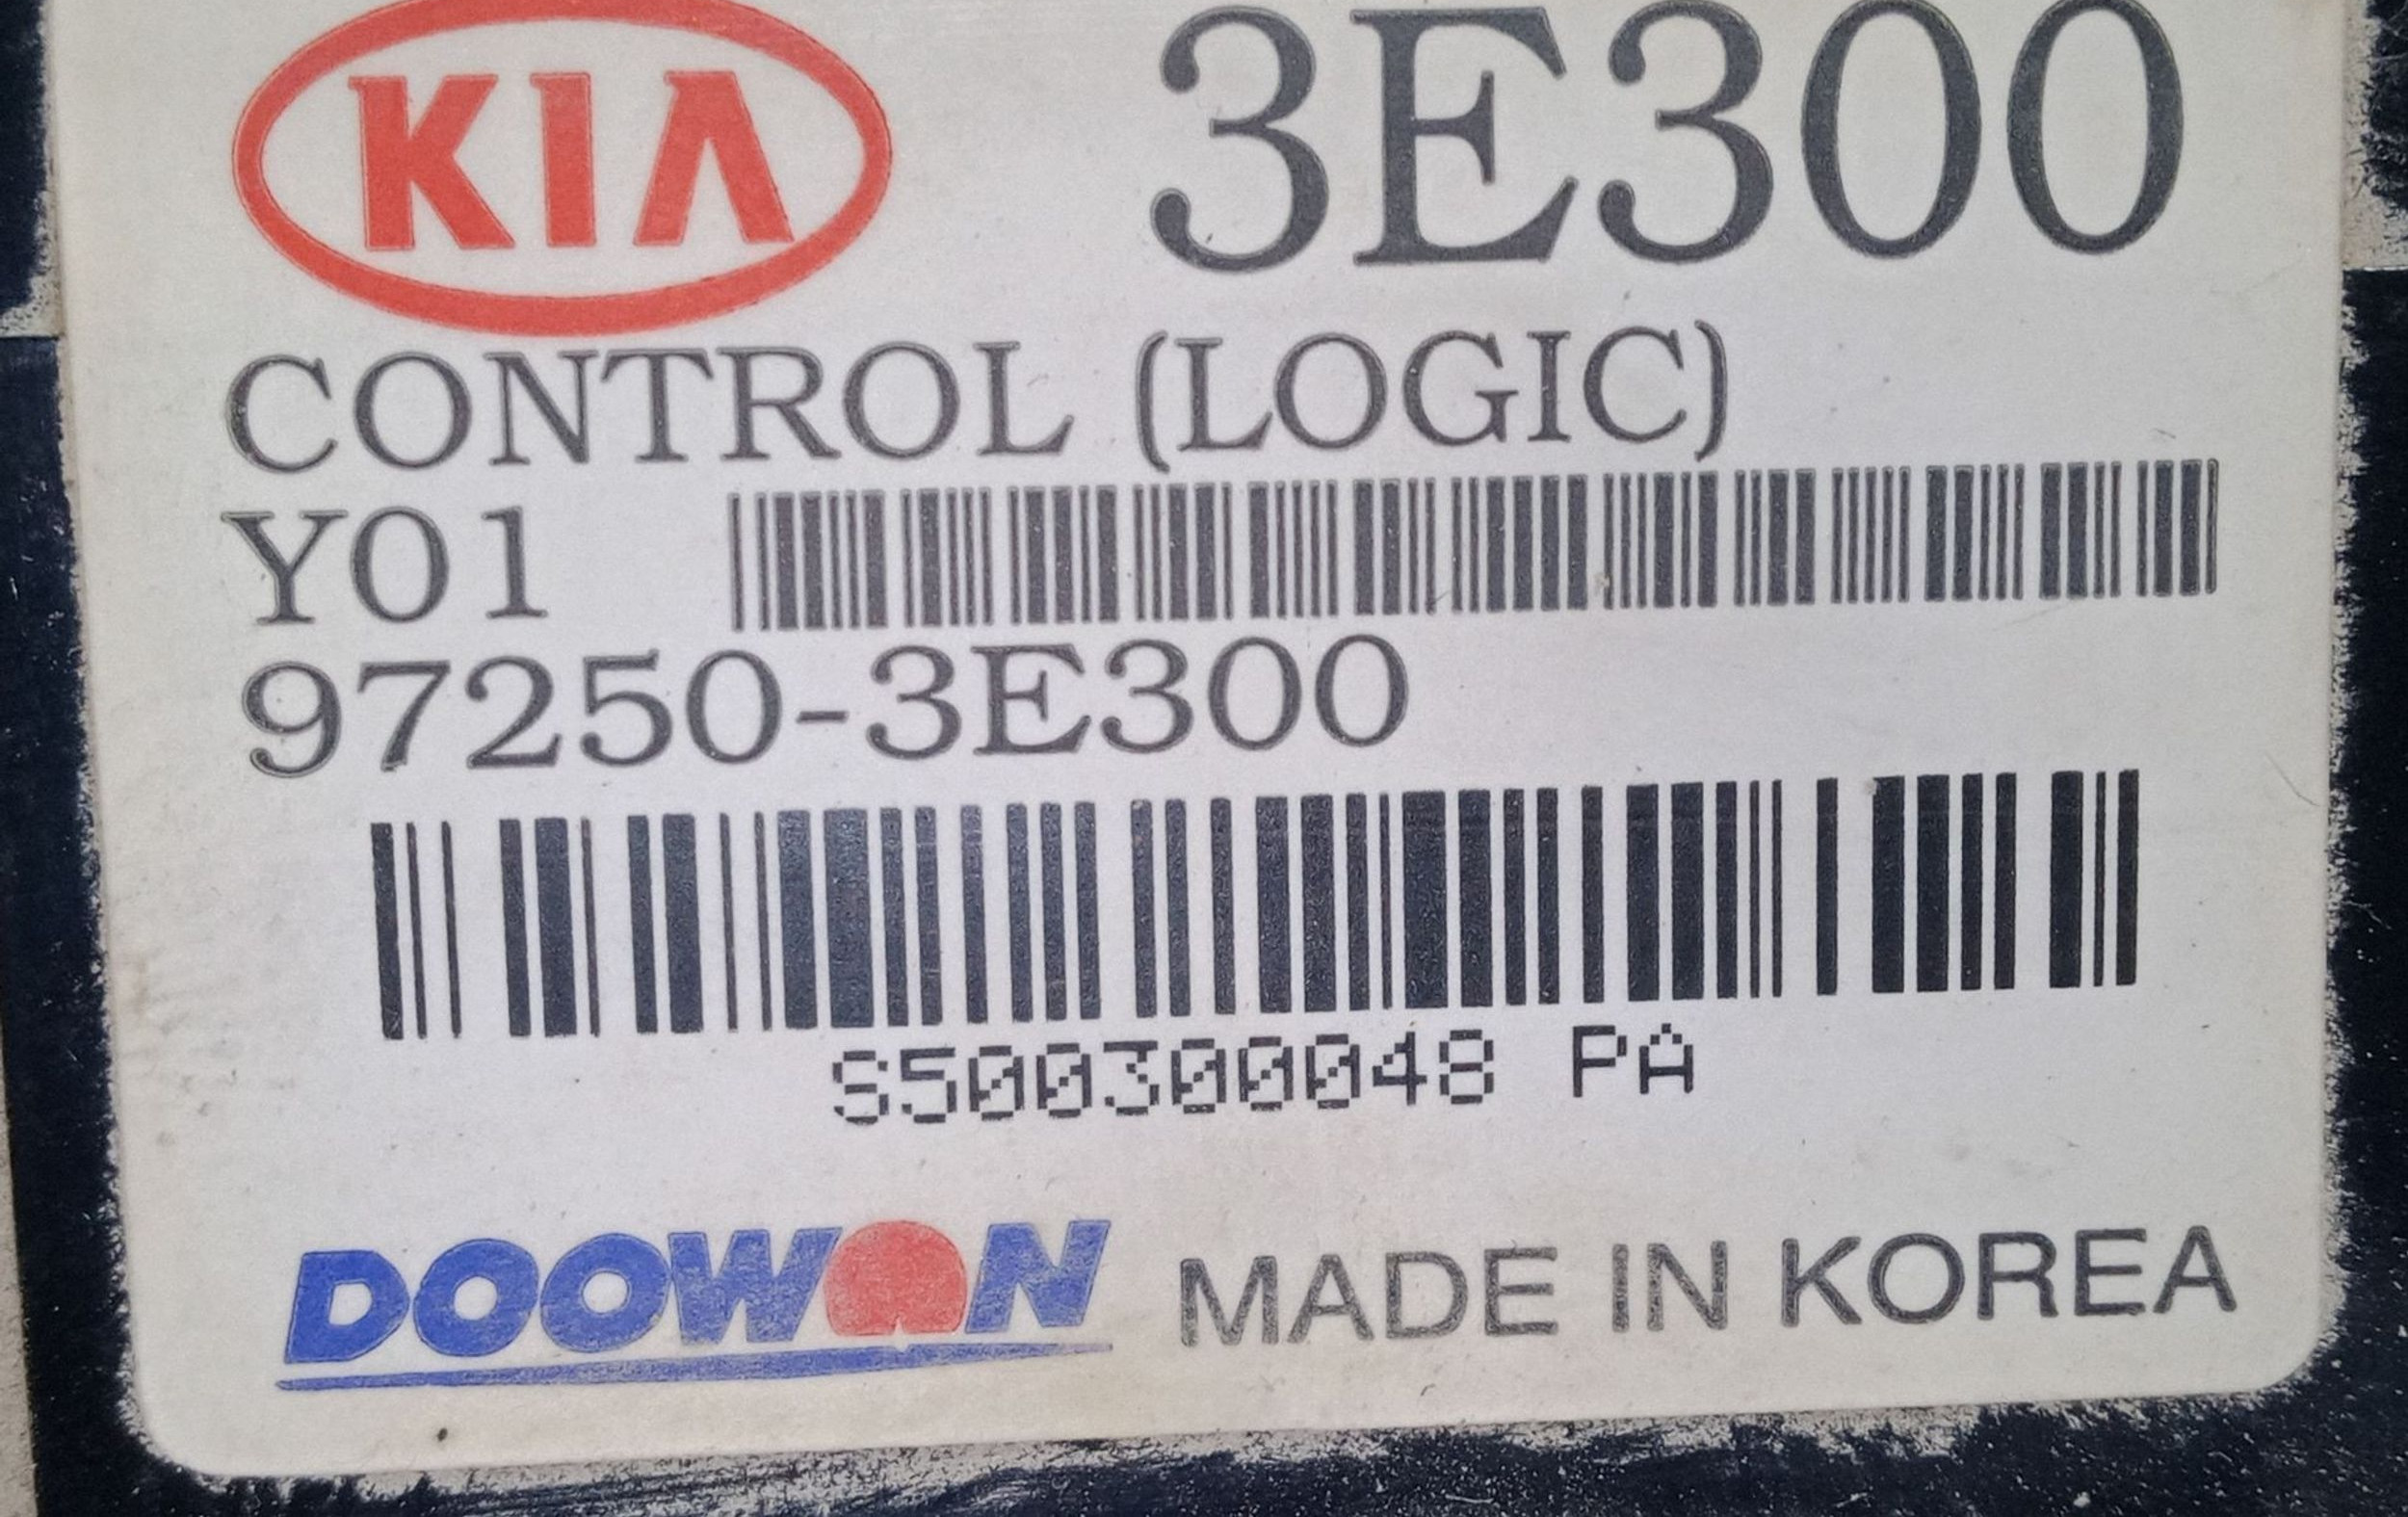 KIA 3E300
CONTROL (LOGIC)
Y01
97250-3E300
S500300048 PA
DOOWON MADE IN KOREA